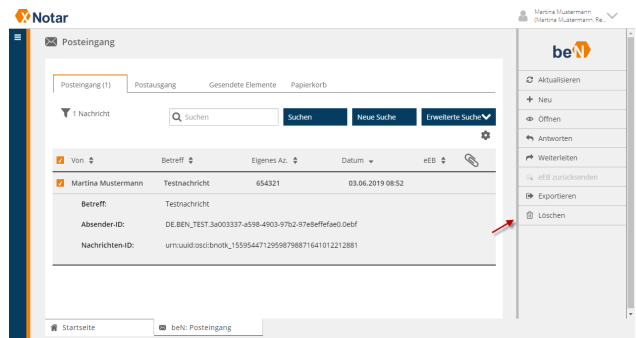 XNotar
Martina Mustermann
(Martina Mustermann, Re...
Posteingang
beN
Posteingang (1) Postausgang Gesendete Elemente Papierkorb
1 Nachricht Suchen Suchen Neue Suche Erweiterte Suche
Von Betreff Eigenes Az. Datum eEB
Martina Mustermann Testnachricht 654321 03.06.2019 08:52
Betreff: Testnachricht
Absender-ID: DE.BEN_TEST.3a003337-a598-4903-97b2-97e8effefae0.0ebf
Nachrichten-ID: urn:uuid:osci:bnotk_15595447129598798871641012212881
Aktualisieren
Neu
Öffnen
Antworten
Weiterleiten
eEB zurücksenden
Exportieren
Löschen
Startseite beN: Posteingang